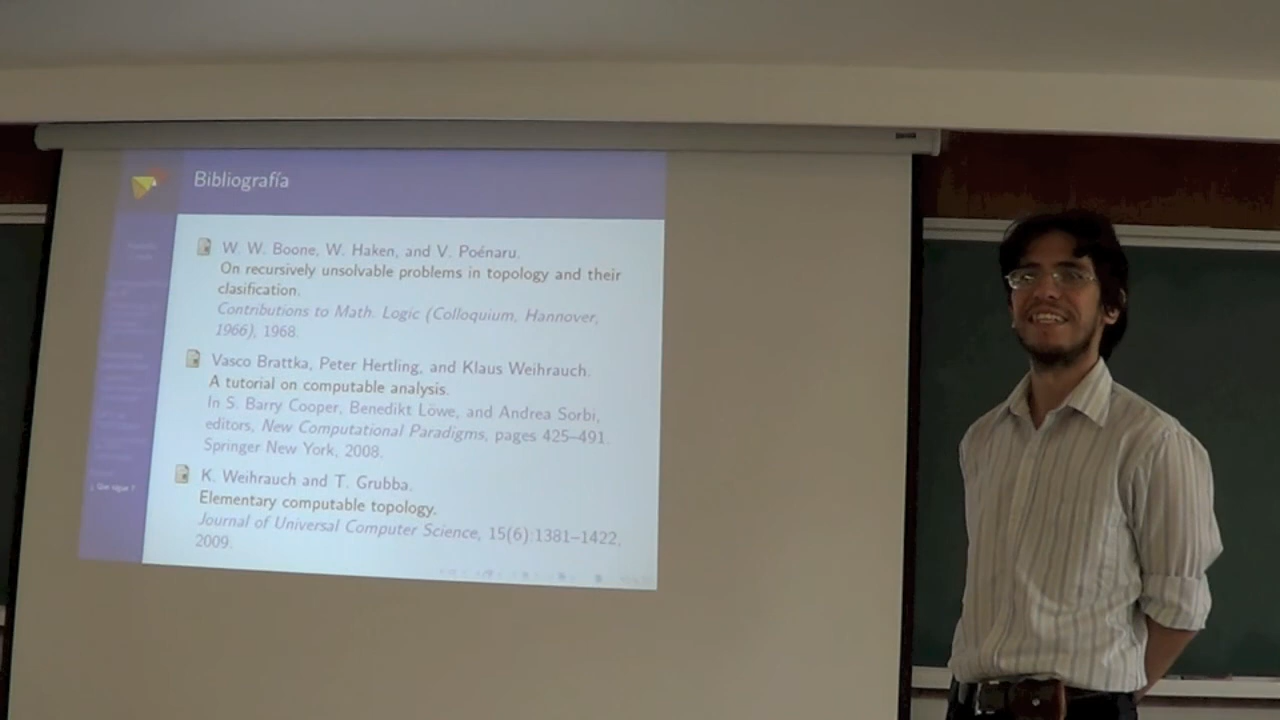 Bibliografía
W. W. Boone, W. Haken, and V. Poénaru.
On recursively unsolvable problems in topology and their
clasification.
Contributions to Math. Logic (Colloquium, Hannover,
1966), 1968.
Vasco Brattka, Peter Hertling, and Klaus Weihrauch.
A tutorial on computable analysis.
In S. Barry Cooper, Benedikt Löwe, and Andrea Sorbi,
editors, New Computational Paradigms, pages 425–491.
Springer New York, 2008.
K. Weihrauch and T. Grubba.
Elementary computable topology.
Journal of Universal Computer Science, 15(6):1381–1422,
2009.
¿ Que sigue ?